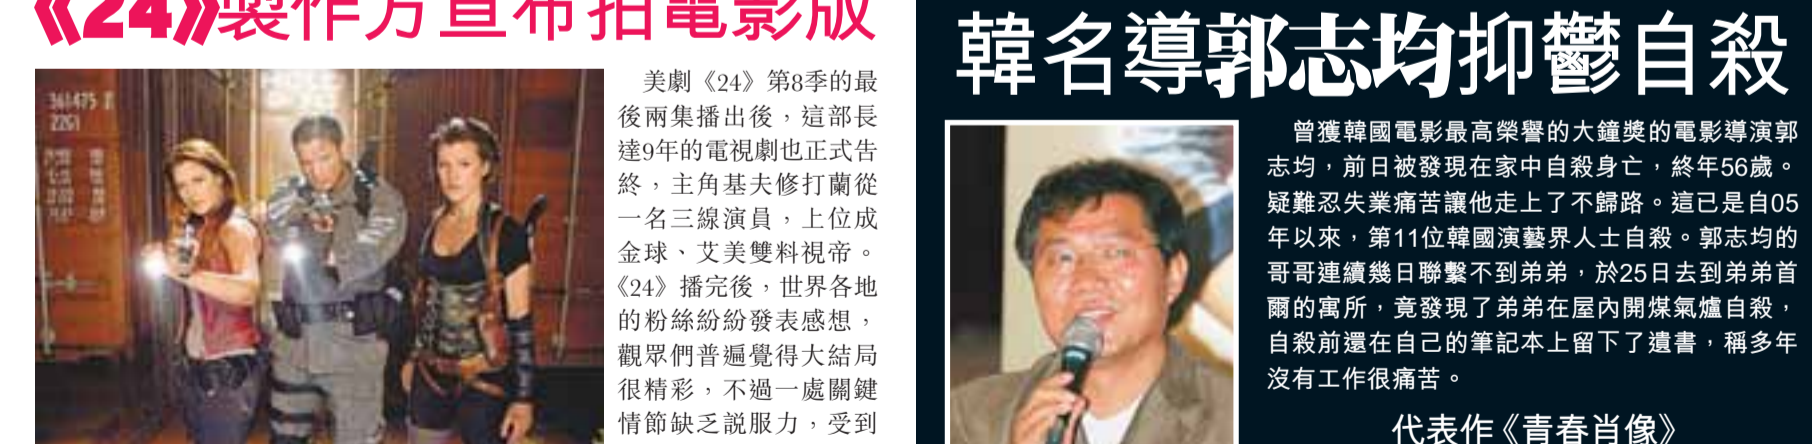 《24》製作方宣布拍電影版
美劇《24》第8季的最
後兩集播出後，這部長
達9年的電視劇也正式告
終，主角基夫修打蘭從
一名三線演員，上位成
金球、艾美雙料視帝。
《24》播完後，世界各地
的粉絲紛紛發表感想，
觀眾們普遍覺得大結局
很精彩，不過一處關鍵
情節缺乏說服力，受到
韓名導郭志均抑鬱自殺
曾獲韓國電影最高榮譽的大鐘獎的電影導演郭
志均，前日被發現在家中自殺身亡，終年56歲。
疑難忍失業痛苦讓他走上了不歸路。這已是自05
年以來，第11位韓國演藝界人士自殺。郭志均的
哥哥連續幾日聯繫不到弟弟，於25日去到弟弟首
爾的寓所，竟發現了弟弟在屋內開煤氣爐自殺，
自殺前還在自己的筆記本上留下了遺書，稱多年
沒有工作很痛苦。
代表作《青春肖像》